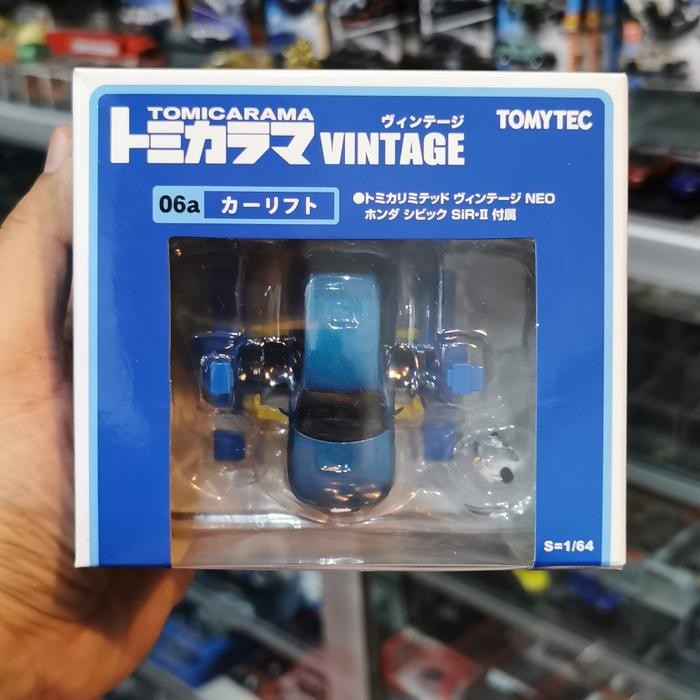 TOMICARAMA
トミカラマ ヴィンテージ
VINTAGE
TOMYTEC
06a カーリフト
●トミカリミテッド ヴィンテージ NEO
ホンダ シビック SiR・II 付属
S=1/64